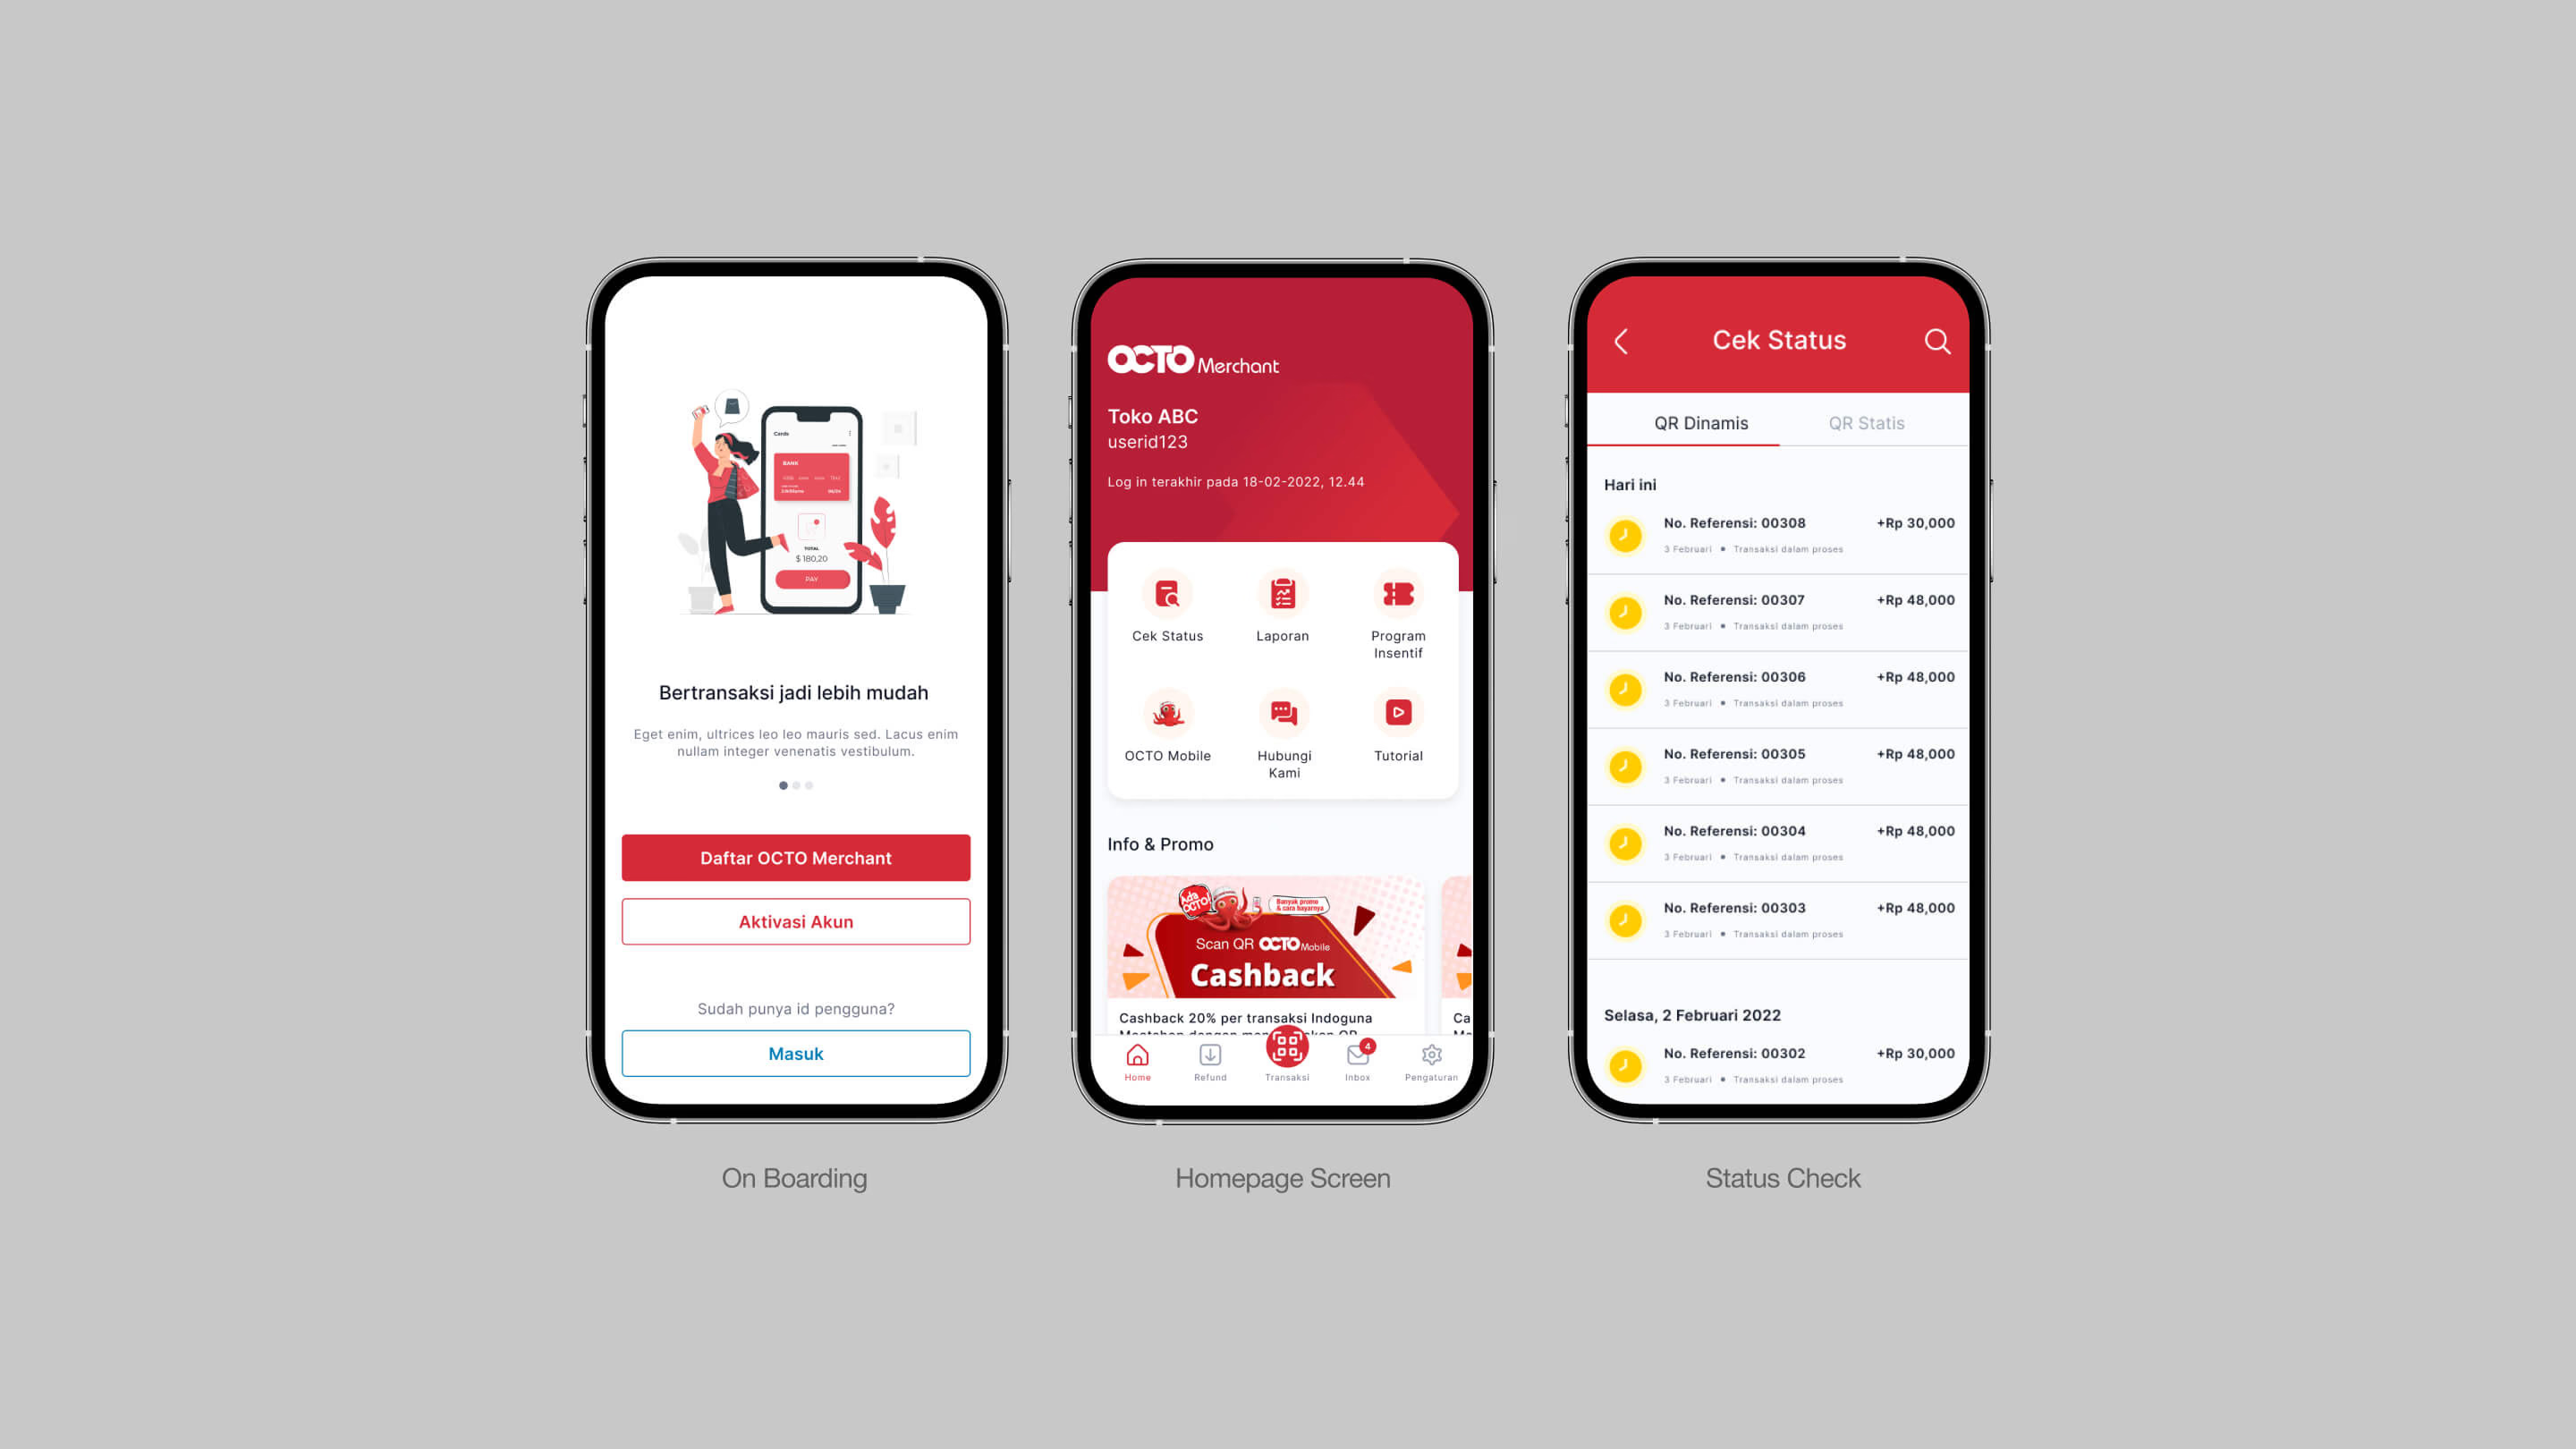 Cards
BANK
TOTAL
$ 180,20
PAY
Bertransaksi jadi lebih mudah
Eget enim, ultrices leo leo mauris sed. Lacus enim
nullam integer venenatis vestibulum.
Daftar OCTO Merchant
Aktivasi Akun
Sudah punya id pengguna?
Masuk
On Boarding
OCTO Merchant
Toko ABC
userid123
Log in terakhir pada 18-02-2022, 12.44
Cek Status
Laporan
Program
Insentif
OCTO Mobile
Hubungi
Kami
Tutorial
Info & Promo
Ada
OCTO!
Banyak promo
& cara bayarnya
Scan QR OCTO Mobile
Cashback
Cashback 20% per transaksi Indoguna
Ca
Home
Refund
Transaksi
4
Inbox
Pengaturan
Homepage Screen
Cek Status
QR Dinamis
QR Statis
Hari ini
No. Referensi: 00308 +Rp 30,000
3 Februari • Transaksi dalam proses
No. Referensi: 00307 +Rp 48,000
3 Februari • Transaksi dalam proses
No. Referensi: 00306 +Rp 48,000
3 Februari • Transaksi dalam proses
No. Referensi: 00305 +Rp 48,000
3 Februari • Transaksi dalam proses
No. Referensi: 00304 +Rp 48,000
3 Februari • Transaksi dalam proses
No. Referensi: 00303 +Rp 48,000
3 Februari • Transaksi dalam proses
Selasa, 2 Februari 2022
No. Referensi: 00302 +Rp 30,000
3 Februari • Transaksi dalam proses
Status Check